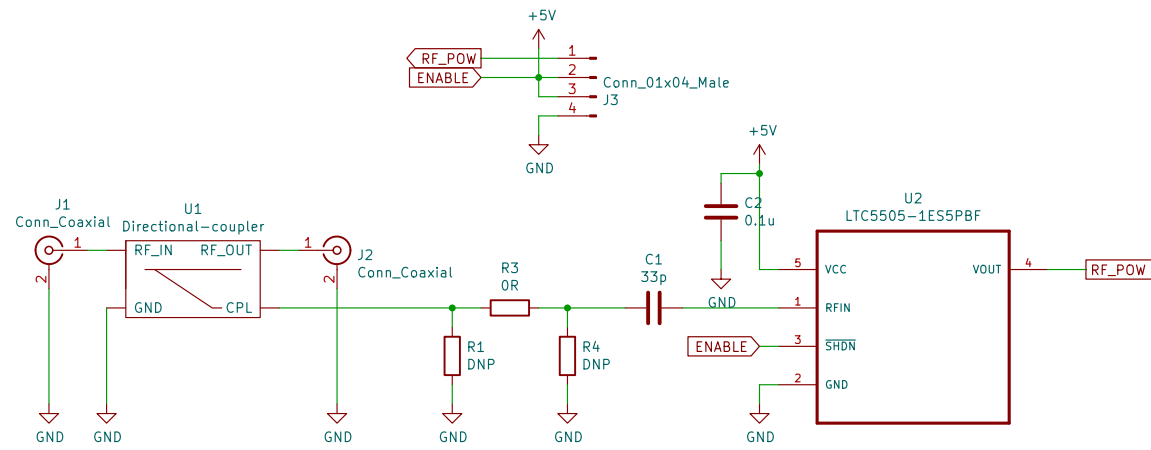 +5V
RF_POW
1
ENABLE
2
Conn_01x04_Male
3
J3
4
GND
+5V
J1
Conn_Coaxial
U1
Directional-coupler
C2
0.1u
U2
LTC5505-1ES5PBF
1
RF_IN
RF_OUT
1
J2
Conn_Coaxial
2
2
R3
0R
C1
33p
GND
5
VCC
VOUT
4
RF_POW
GND
CPL
1
RFIN
R1
DNP
R4
DNP
ENABLE
3
SHDN
2
GND
GND
GND
GND
GND
GND
GND